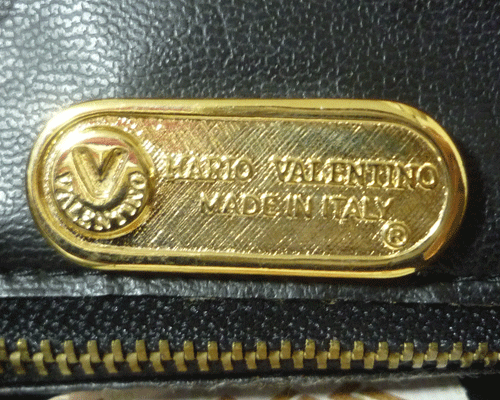 V
VALENTINO
MARIO VALENTINO
MADE IN ITALY
®